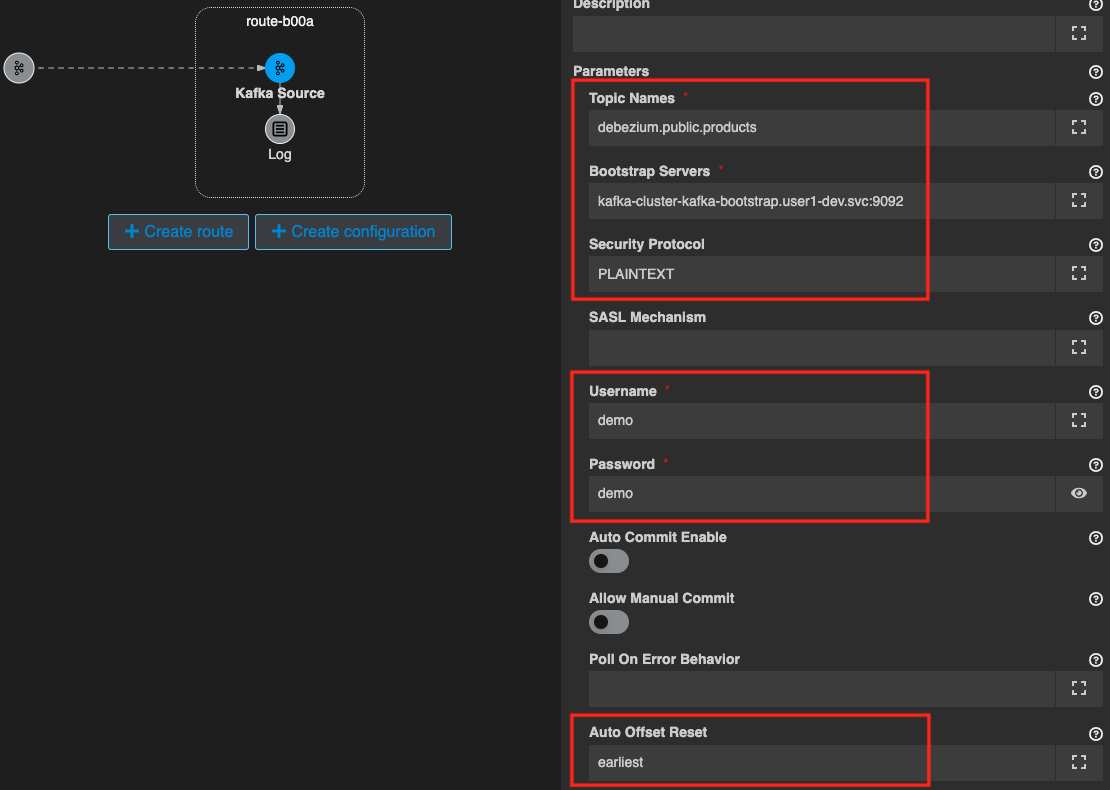 route-b00a
Kafka Source
Log
Create route
Create configuration
Description
Parameters
Topic Names *
debezium.public.products
Bootstrap Servers *
kafka-cluster-kafka-bootstrap.user1-dev.svc:9092
Security Protocol
PLAINTEXT
SASL Mechanism
Username *
demo
Password *
demo
Auto Commit Enable
Allow Manual Commit
Poll On Error Behavior
Auto Offset Reset
earliest